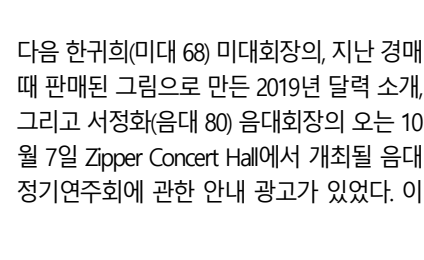 다음 한귀희(미대 68) 미대회장의, 지난 경매
때 판매된 그림으로 만든 2019년 달력 소개,
그리고 서정화(음대 80) 음대회장의 오는 10
월 7일 Zipper Concert Hall에서 개최될 음대
정기연주회에 관한 안내 광고가 있었다. 이